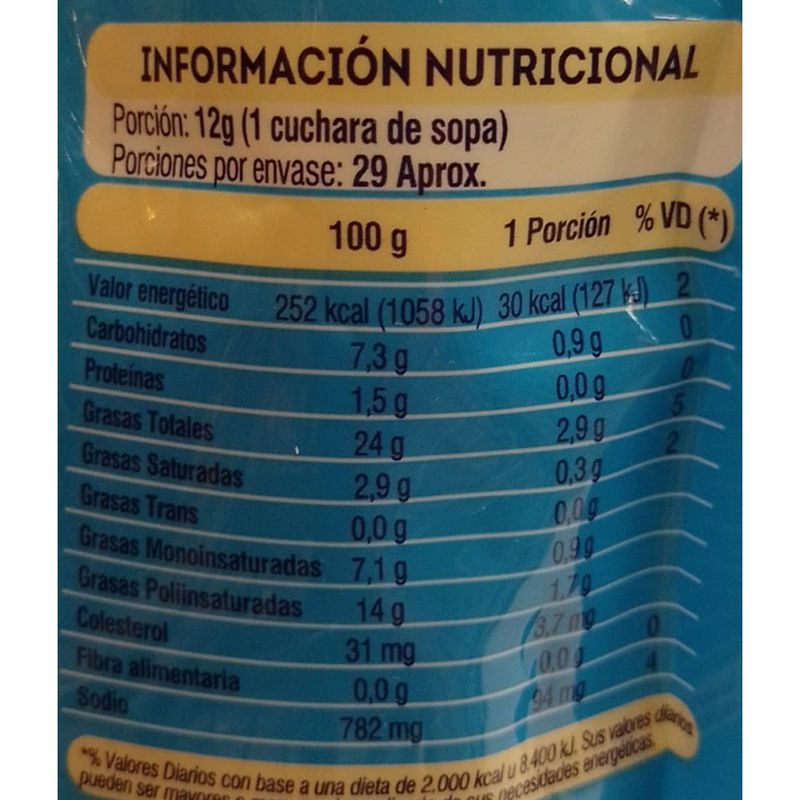 INFORMACIÓN NUTRICIONAL
Porción: 12g (1 cuchara de sopa)
Porciones por envase: 29 Aprox.
100 g 1 Porción % VD (*)
Valor energético 252 kcal (1058 kJ) 30 kcal (127 kJ) 2
Carbohidratos 7,3 g 0,9 g 0
Proteínas 1,5 g 0,0 g 0
Grasas Totales 24 g 2,9 g 5
Grasas Saturadas 2,9 g 0,3 g 2
Grasas Trans 0,0 g 0,0 g
Grasas Monoinsaturadas 7,1 g 0,9 g
Grasas Poliinsaturadas 14 g 1,7 g
Colesterol 31 mg 3,7 mg
Fibra alimentaria 0,0 g 0,0 g 0
Sodio 782 mg 94 mg 4
*% Valores Diarios con base a una dieta de 2.000 kcal u 8.400 kJ. Sus valores diarios
pueden ser mayores sus necesidades energéticas.